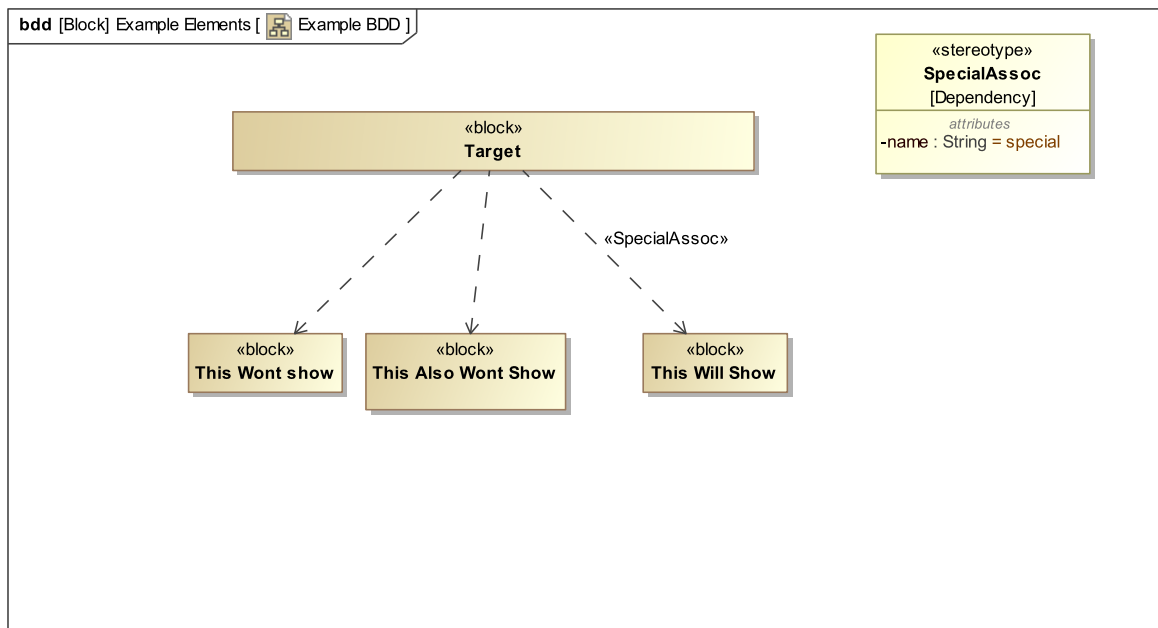 bdd [Block] Example Elements [ Example BDD ]
«stereotype»
SpecialAssoc
[Dependency]
attributes
-name : String = special
«block»
Target
«SpecialAssoc»
«block»
This Wont show
«block»
This Also Wont Show
«block»
This Will Show